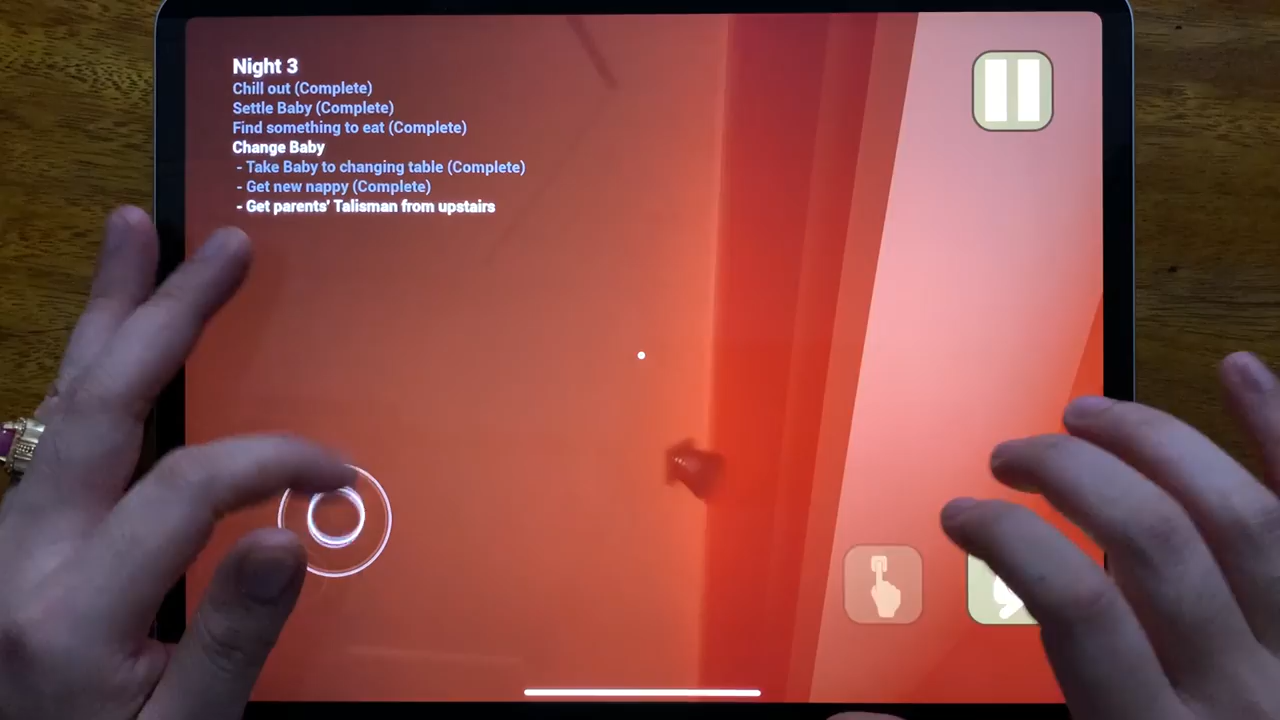 Night 3
Chill out (Complete)
Settle Baby (Complete)
Find something to eat (Complete)
Change Baby
- Take Baby to changing table (Complete)
- Get new nappy (Complete)
- Get parents' Talisman from upstairs